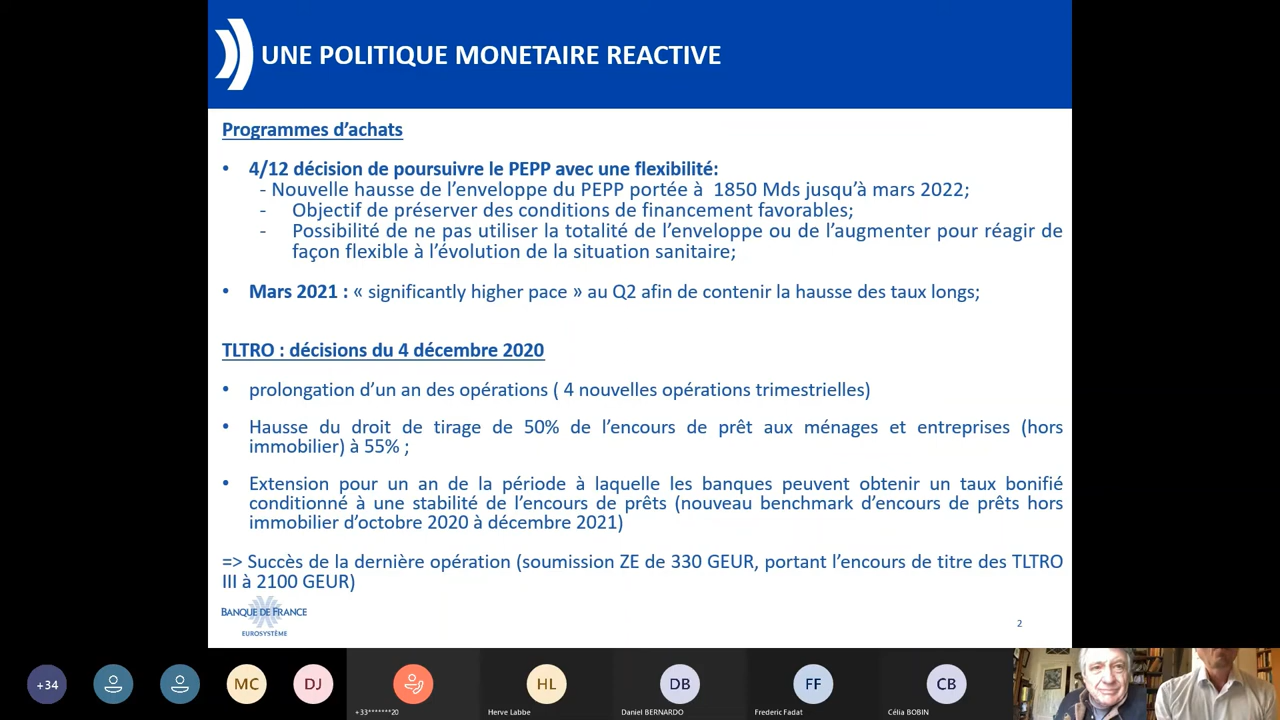 UNE POLITIQUE MONETAIRE REACTIVE
Programmes d’achats
• 4/12 décision de poursuivre le PEPP avec une flexibilité:
- Nouvelle hausse de l’enveloppe du PEPP portée à 1850 Mds jusqu’à mars 2022;
- Objectif de préserver des conditions de financement favorables;
- Possibilité de ne pas utiliser la totalité de l’enveloppe ou de l’augmenter pour réagir de
façon flexible à l’évolution de la situation sanitaire;
• Mars 2021 : « significantly higher pace » au Q2 afin de contenir la hausse des taux longs;
TLTRO : décisions du 4 décembre 2020
• prolongation d’un an des opérations ( 4 nouvelles opérations trimestrielles)
• Hausse du droit de tirage de 50% de l’encours de prêt aux ménages et entreprises (hors
immobilier) à 55% ;
• Extension pour un an de la période à laquelle les banques peuvent obtenir un taux bonifié
conditionné à une stabilité de l’encours de prêts (nouveau benchmark d’encours de prêts hors
immobilier d’octobre 2020 à décembre 2021)
=> Succès de la dernière opération (soumission ZE de 330 GEUR, portant l’encours de titre des TLTRO
III à 2100 GEUR)
BANQUE DE FRANCE
EUROSYSTÈME
2
+34
MC
DJ
HL
DB
FF
CB
+33*******20
Herve Labbe
Daniel BERNARDO
Frederic Fadat
Célia BOBIN